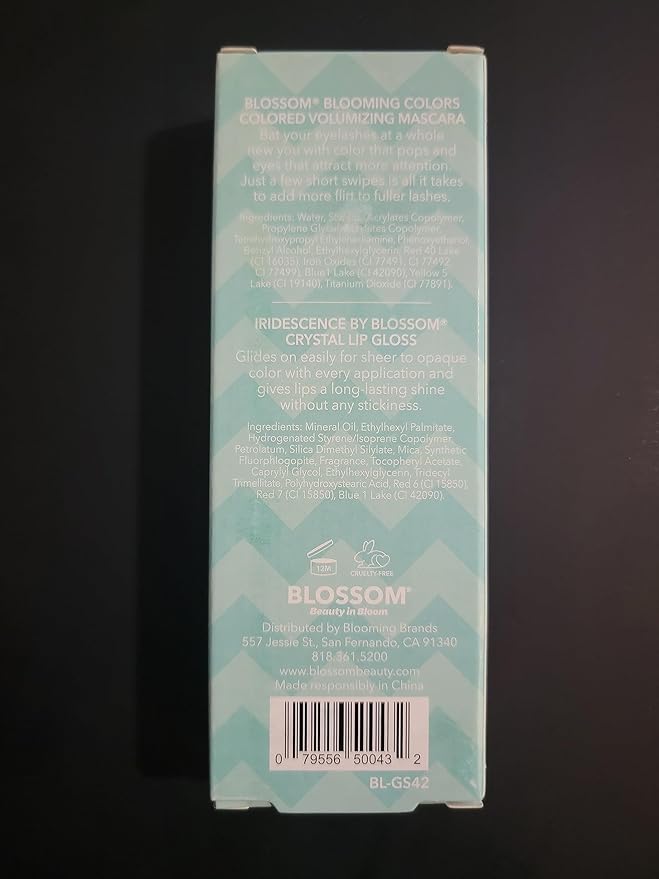 BLOSSOM® BLOOMING COLORS
COLORED VOLUMIZING MASCARA
Bat your eyelashes at a whole
new you with color that pops and
eyes that attract more attention.
Just a few short swipes is all it takes
to add more flirt to fuller lashes.
Ingredients: Water, Acrylates Copolymer,
Propylene Glycol, Acrylates Copolymer,
Tetrahydroxypropyl Ethylenediamine, Phenoxyethanol,
Benzyl Alcohol, Ethylhexylglycerin, Red 40 Lake
(CI 16035), Iron Oxides (CI 77491, CI 77492
CI 77499), Blue1 Lake (CI 42090), Yellow 5
Lake (CI 19140), Titanium Dioxide (CI 77891).
IRIDESCENCE BY BLOSSOM®
CRYSTAL LIP GLOSS
Glides on easily for sheer to opaque
color with every application and
gives lips a long-lasting shine
without any stickiness.
Ingredients: Mineral Oil, Ethylhexyl Palmitate,
Hydrogenated Styrene/Isoprene Copolymer,
Petrolatum, Silica Dimethyl Silylate, Mica, Synthetic
Fluorphlogopite, Fragrance, Tocopheryl Acetate,
Caprylyl Glycol, Ethylhexylglycerin, Tridecyl
Trimellitate, Polyhydroxystearic Acid, Red 6 (CI 15850),
Red 7 (CI 15850), Blue 1 Lake (CI 42090).
12M
CRUELTY-FREE
BLOSSOM®
Beauty in Bloom
Distributed by Blooming Brands
557 Jessie St., San Fernando, CA 91340
818.361.5200
www.blossombeauty.com
Made responsibly in China
0 79556 50043 2
BL-GS42